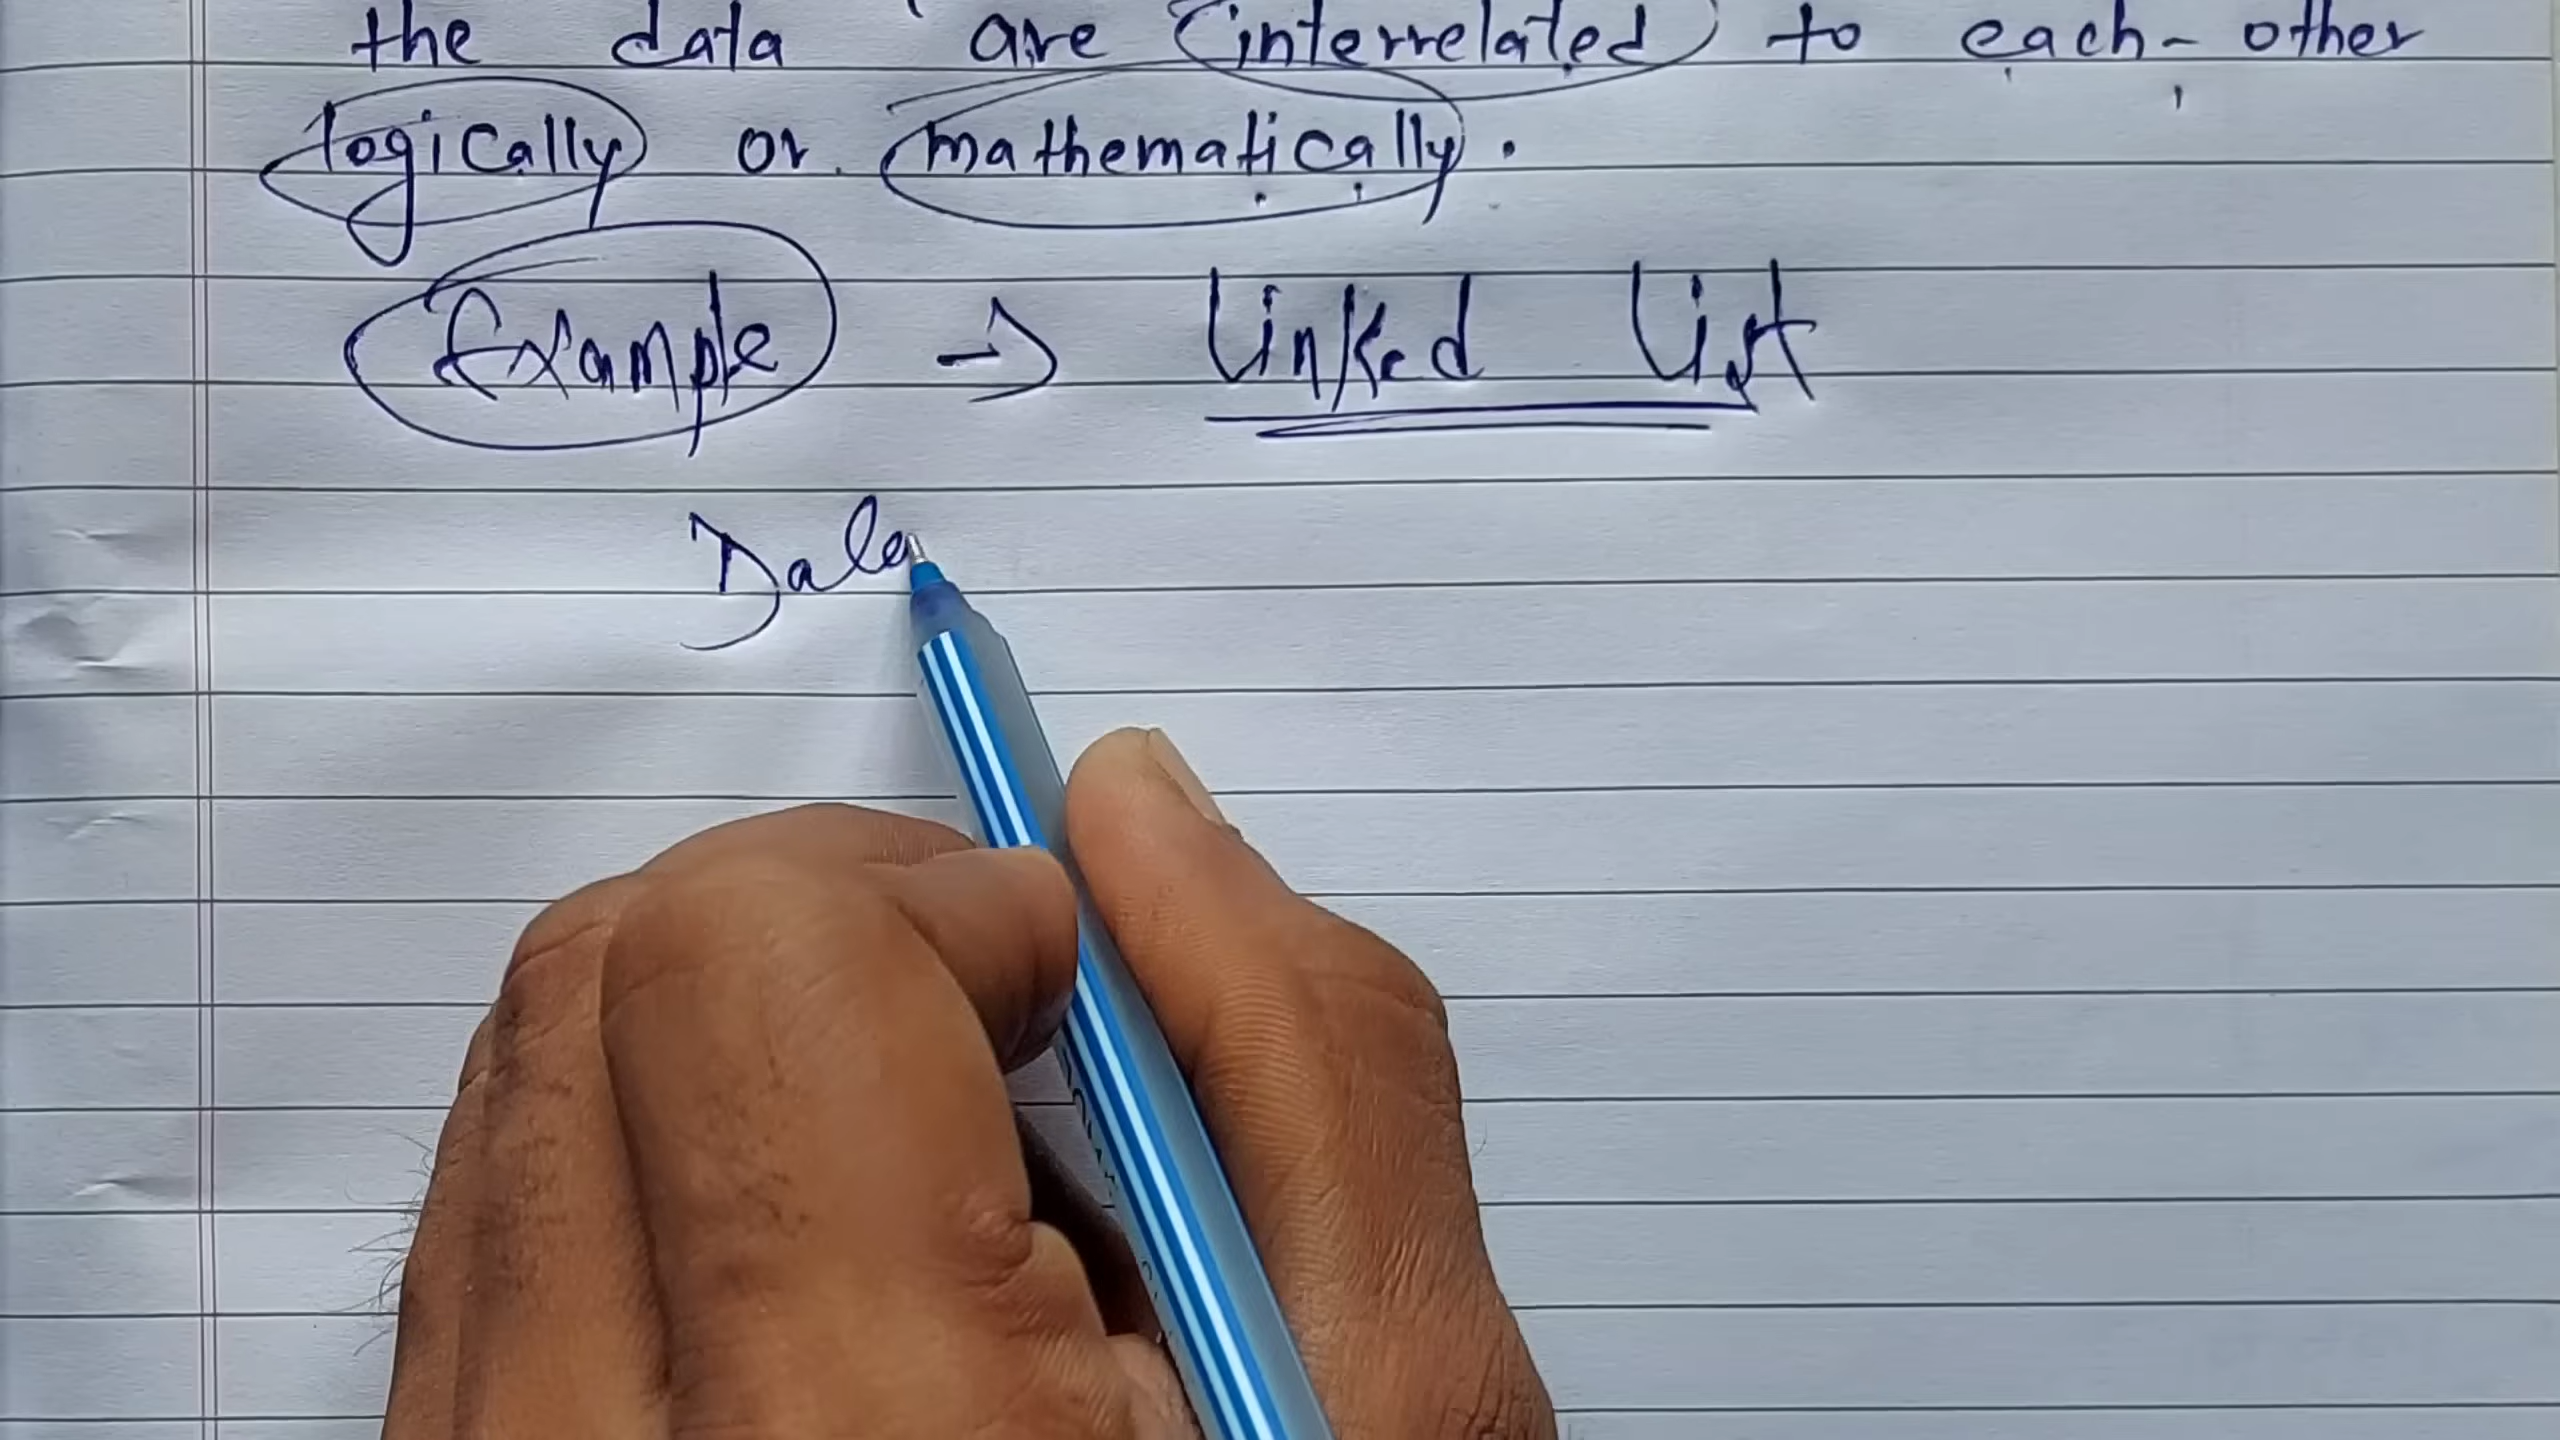 the data are interrelated to each-other
logically or mathematically.
Example → Linked List
Data